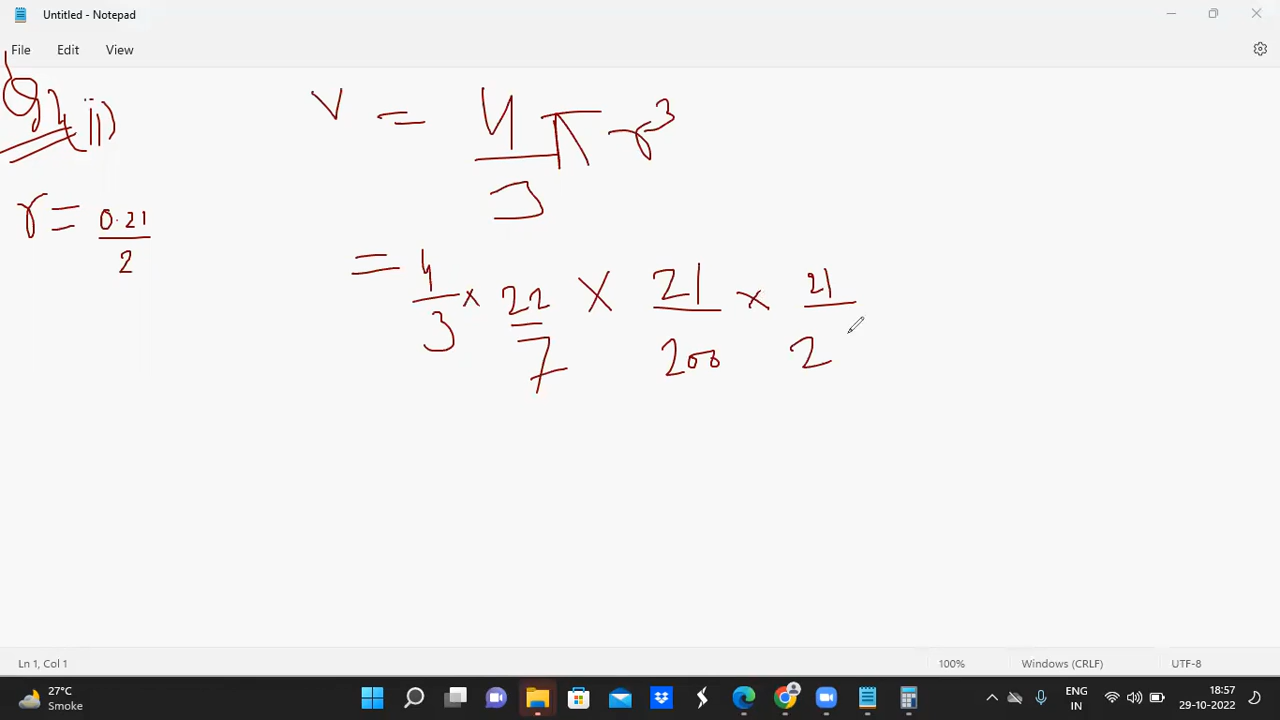 Untitled - Notepad
File Edit View
Q2 (ii)
V = 4/3 π r³
r = 0.21/2
= 4/3 × 22/7 × 21/200 × 21/2
Ln 1, Col 1 100% Windows (CRLF) UTF-8
27°C
Smoke
ENG
IN
18:57
29-10-2022